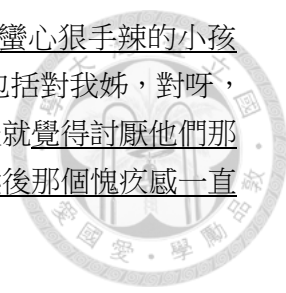 蠻心狠手辣的小孩
包括對我姊，對呀，
就覺得討厭他們那
後那個愧疚感一直